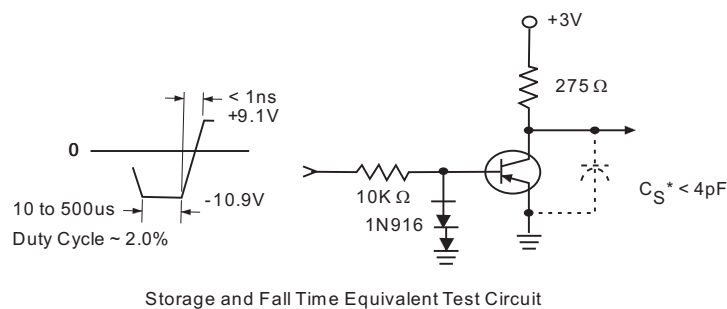 +3V
275 Ω
< 1ns
+9.1V
0
-10.9V
10 to 500us
Duty Cycle ~ 2.0%
10K Ω
1N916
C_S* < 4pF
Storage and Fall Time Equivalent Test Circuit